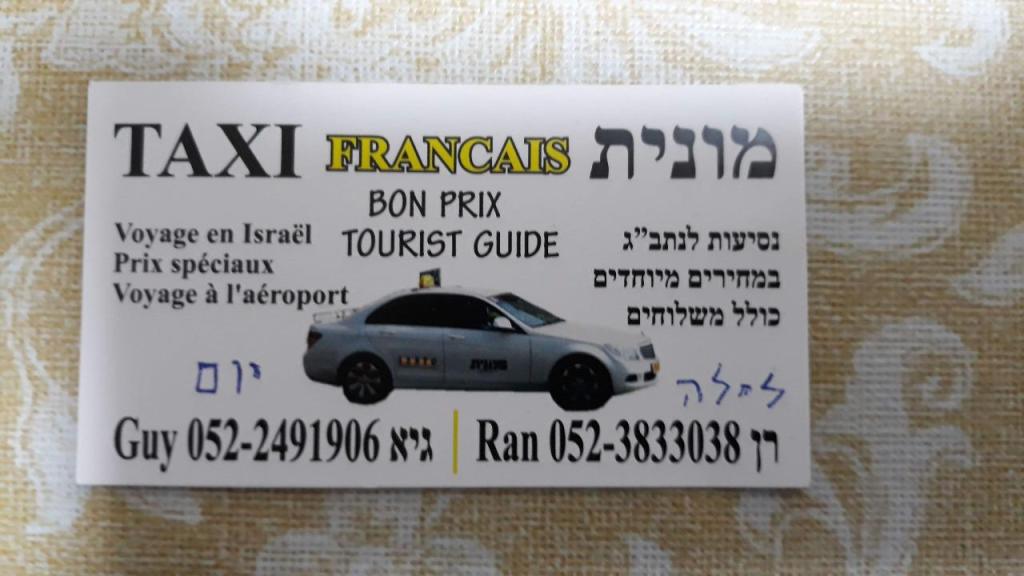 TAXI FRANCAIS מונית
BON PRIX
TOURIST GUIDE
Voyage en Israël
Prix spéciaux
Voyage à l'aéroport
נסיעות לנתב"ג
במחירים מיוחדים
כולל משלוחים
מונית
יום
לילה
Guy 052-2491906 גיא
Ran 052-3833038 רן